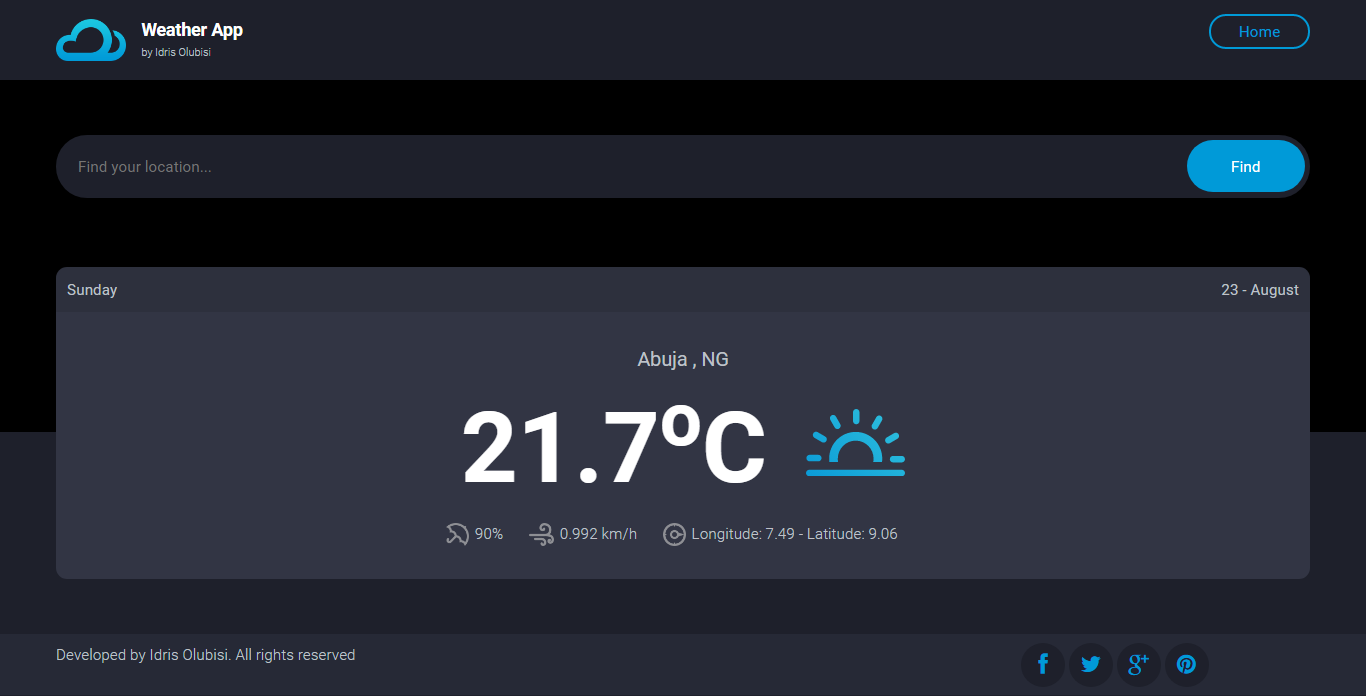 Weather App
by Idris Olubisi
Home
Find your location...
Find
Sunday
23 - August
Abuja , NG
21.7ºC
90%
0.992 km/h
Longitude: 7.49 - Latitude: 9.06
Developed by Idris Olubisi. All rights reserved